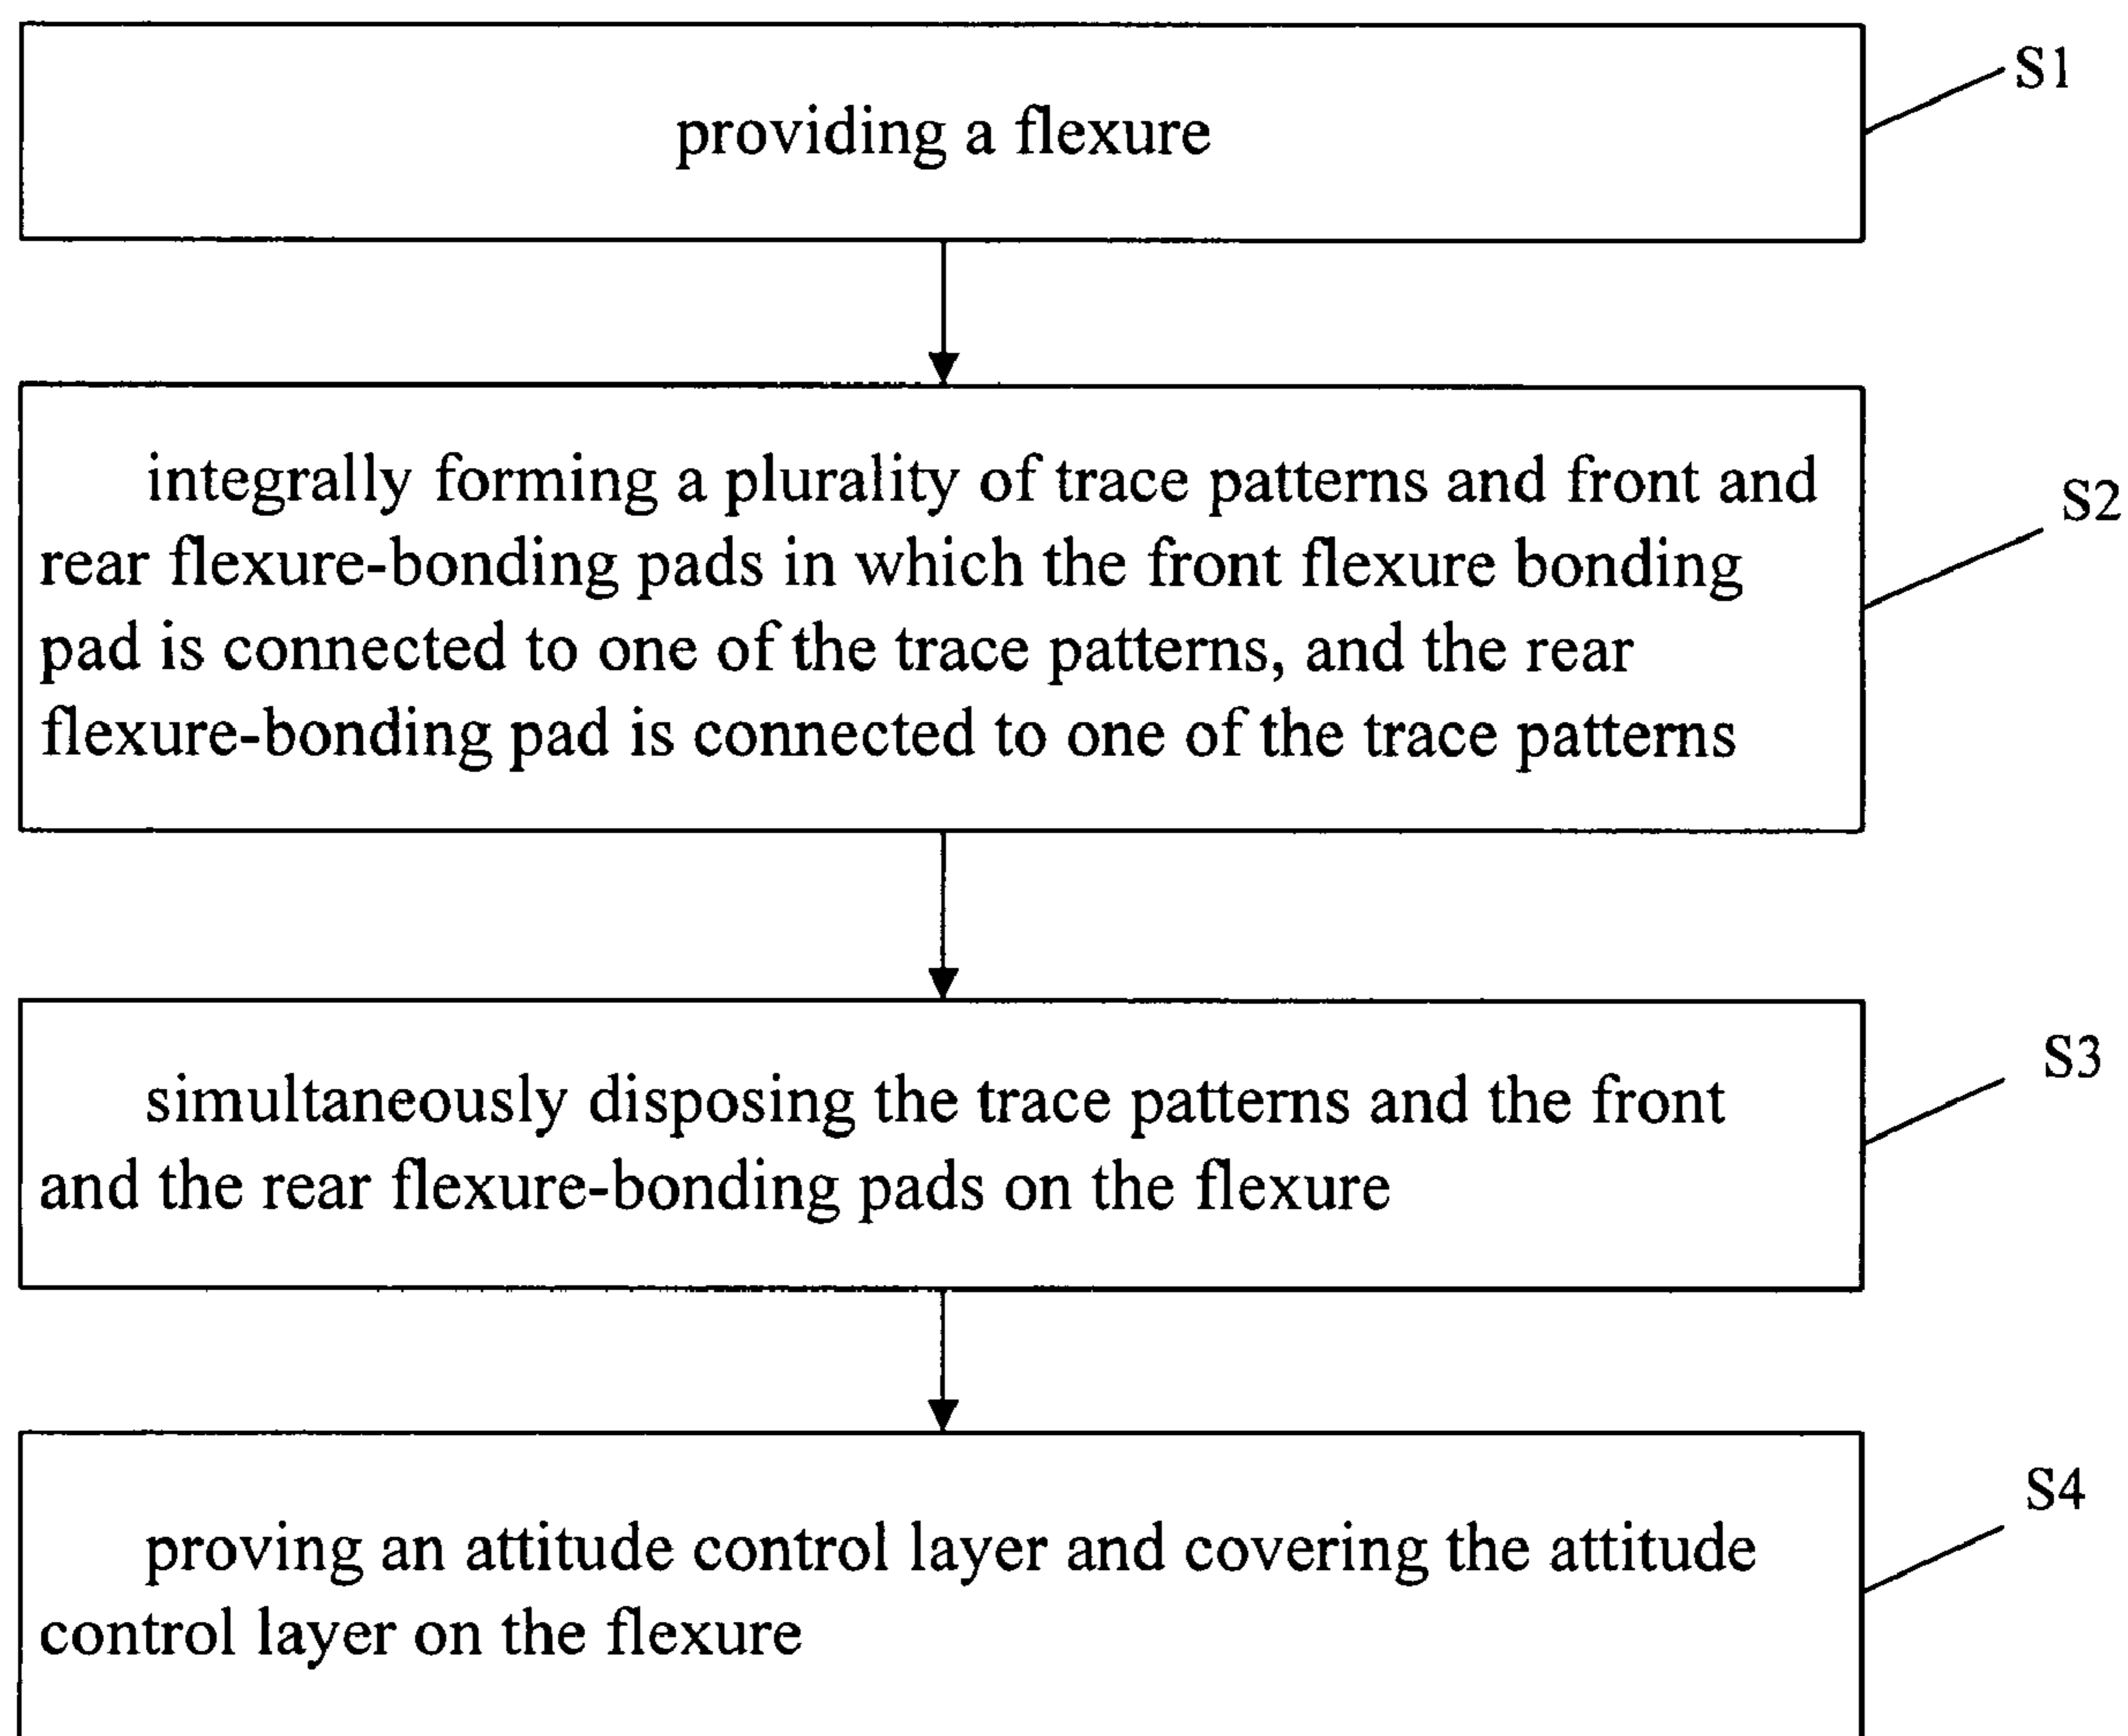 S1
providing a flexure
integrally forming a plurality of trace patterns and front and
S2
rear flexure-bonding pads in which the front flexure bonding
pad is connected to one of the trace patterns, and the rear
flexure-bonding pad is connected to one of the trace patterns
S3
simultaneously disposing the trace patterns and the front
and the rear flexure-bonding pads on the flexure
S4
proving an attitude control layer and covering the attitude
control layer on the flexure